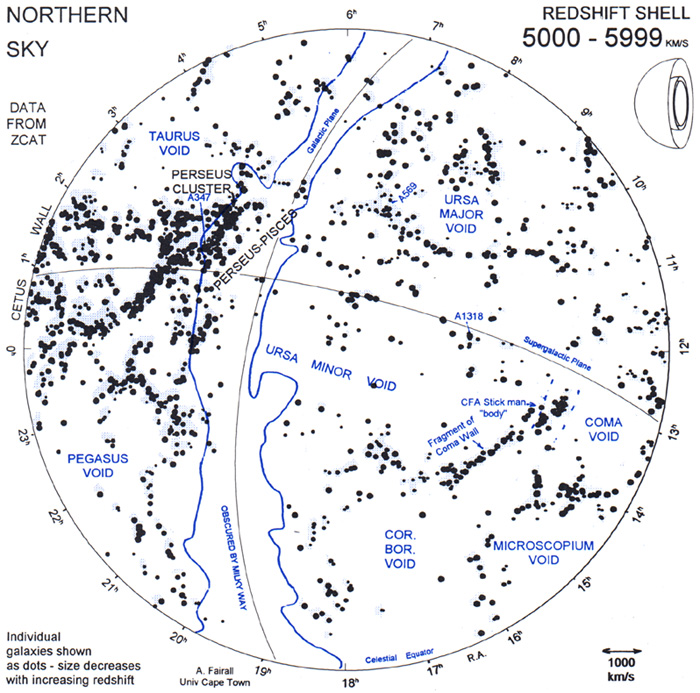 NORTHERN
SKY
REDSHIFT SHELL
5000 - 5999 KM/S
DATA
FROM
ZCAT
5h
6h
7h
8h
4h
3h
2h
1h
0h
9h
10h
11h
12h
TAURUS
VOID
PERSEUS
CLUSTER
A347
PERSEUS-PISCES
Galactic Plane
A569
URSA
MAJOR
VOID
CETUS WALL
A1318
Supergalactic Plane
URSA MINOR VOID
CFA Stick man
"body"
Fragment of
Coma Wall
COMA
VOID
13h
23h
PEGASUS
VOID
22h
21h
20h
OBSCURED BY MILKY WAY
COR.
BOR.
VOID
MICROSCOPIUM
VOID
14h
15h
16h
R.A.
17h
18h
19h
Celestial Equator
Individual
galaxies shown
as dots - size decreases
with increasing redshift
A. Fairall
Univ Cape Town
1000
km/s